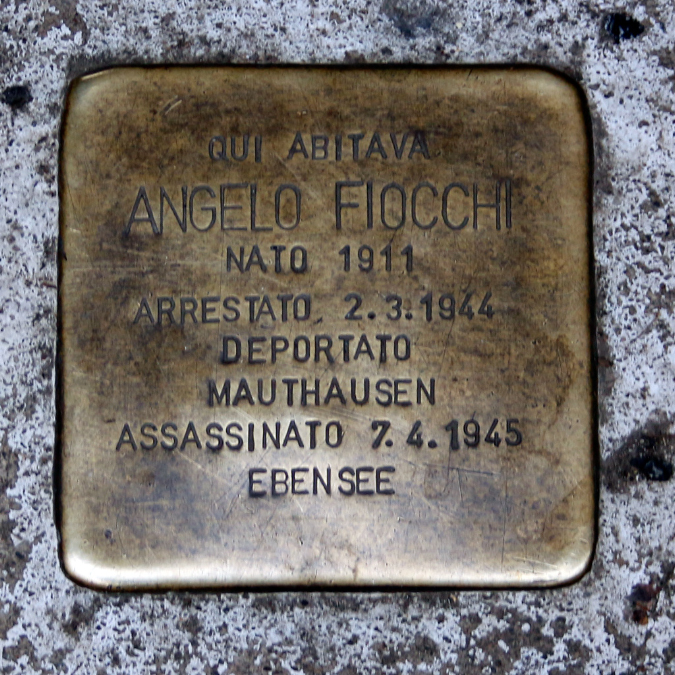 QUI ABITAVA
ANGELO FIOCCHI
NATO 1911
ARRESTATO 2.3.1944
DEPORTATO
MAUTHAUSEN
ASSASSINATO 7.4.1945
EBENSEE